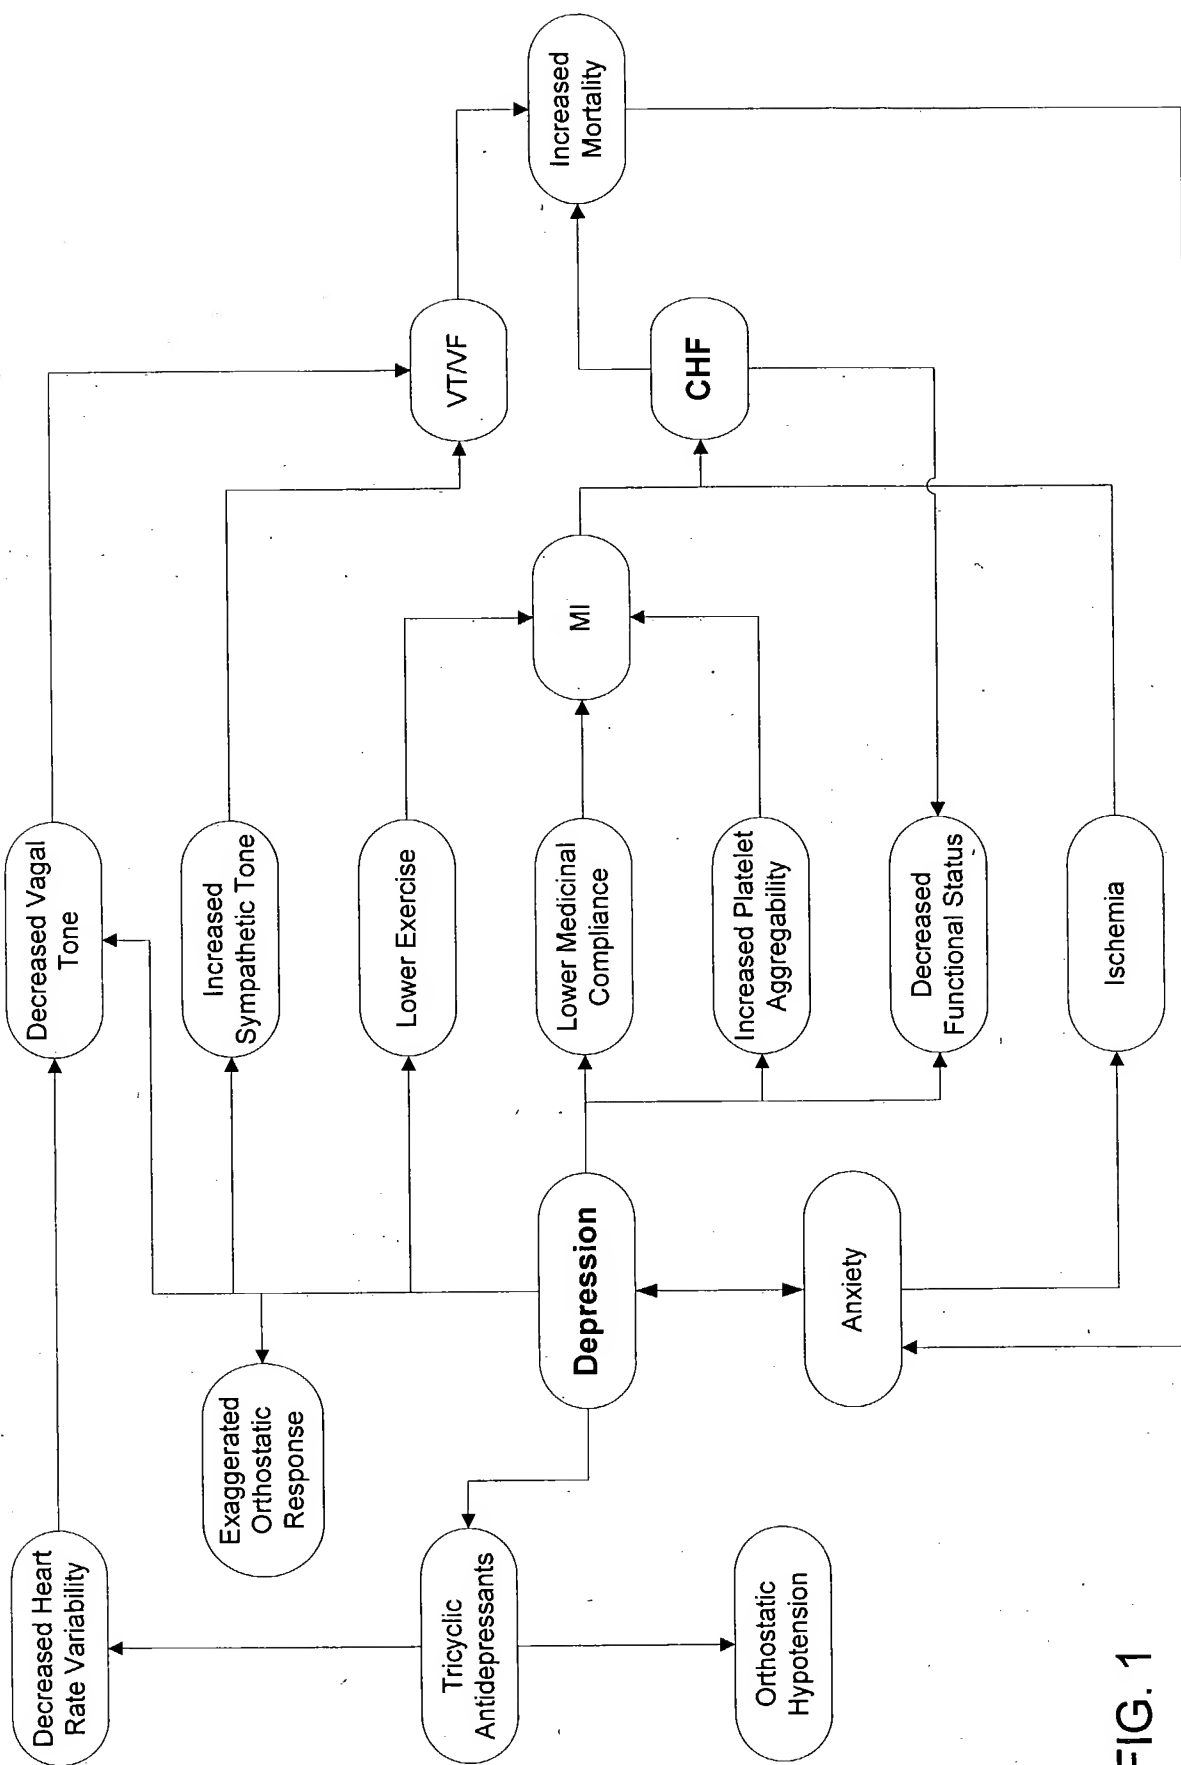 Decreased Heart
Rate Variability
Decreased Vagal
Tone
Exaggerated
Orthostatic
Response
Increased
Sympathetic Tone
VT/VF
Tricyclic
Antidepressants
Lower Exercise
Increased
Mortality
Depression
Lower Medicinal
Compliance
MI
CHF
Orthostatic
Hypotension
Anxiety
Increased Platelet
Aggregability
Decreased
Functional Status
Ischemia
FIG. 1